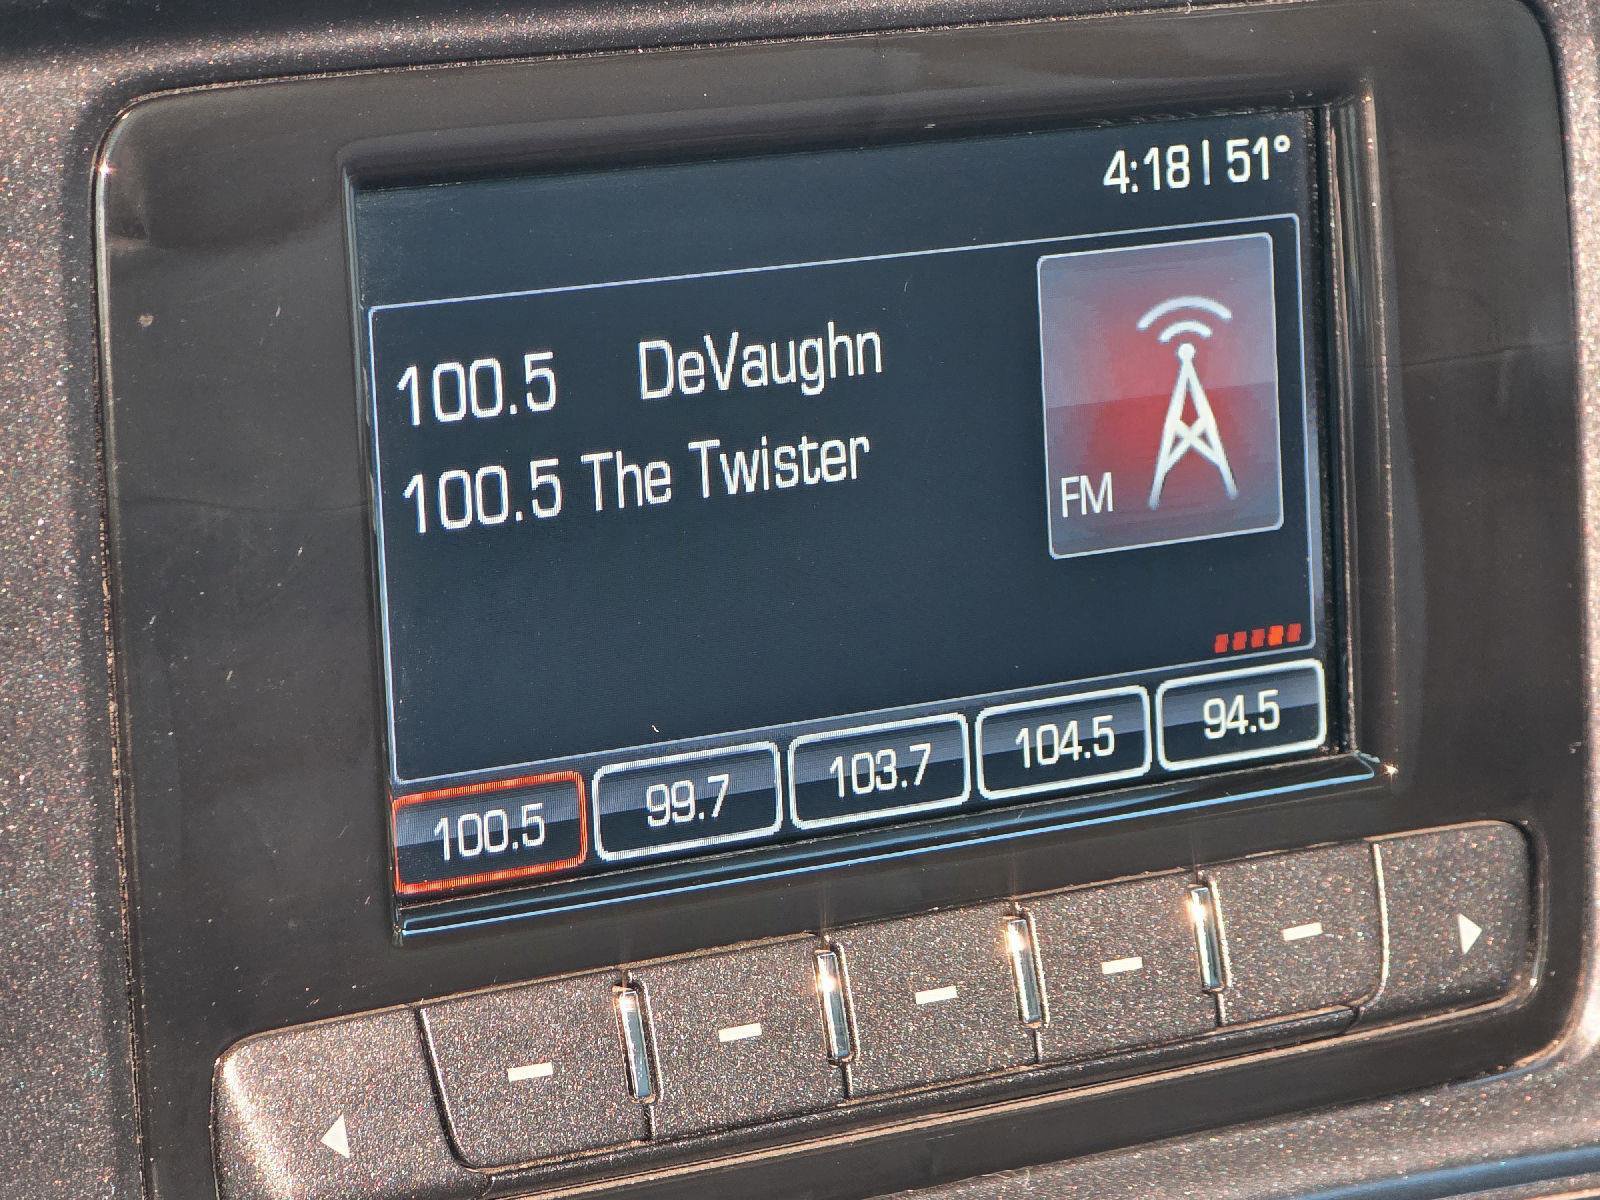 4:18 | 51°
100.5 DeVaughn
100.5 The Twister
FM
100.5 99.7 103.7 104.5 94.5